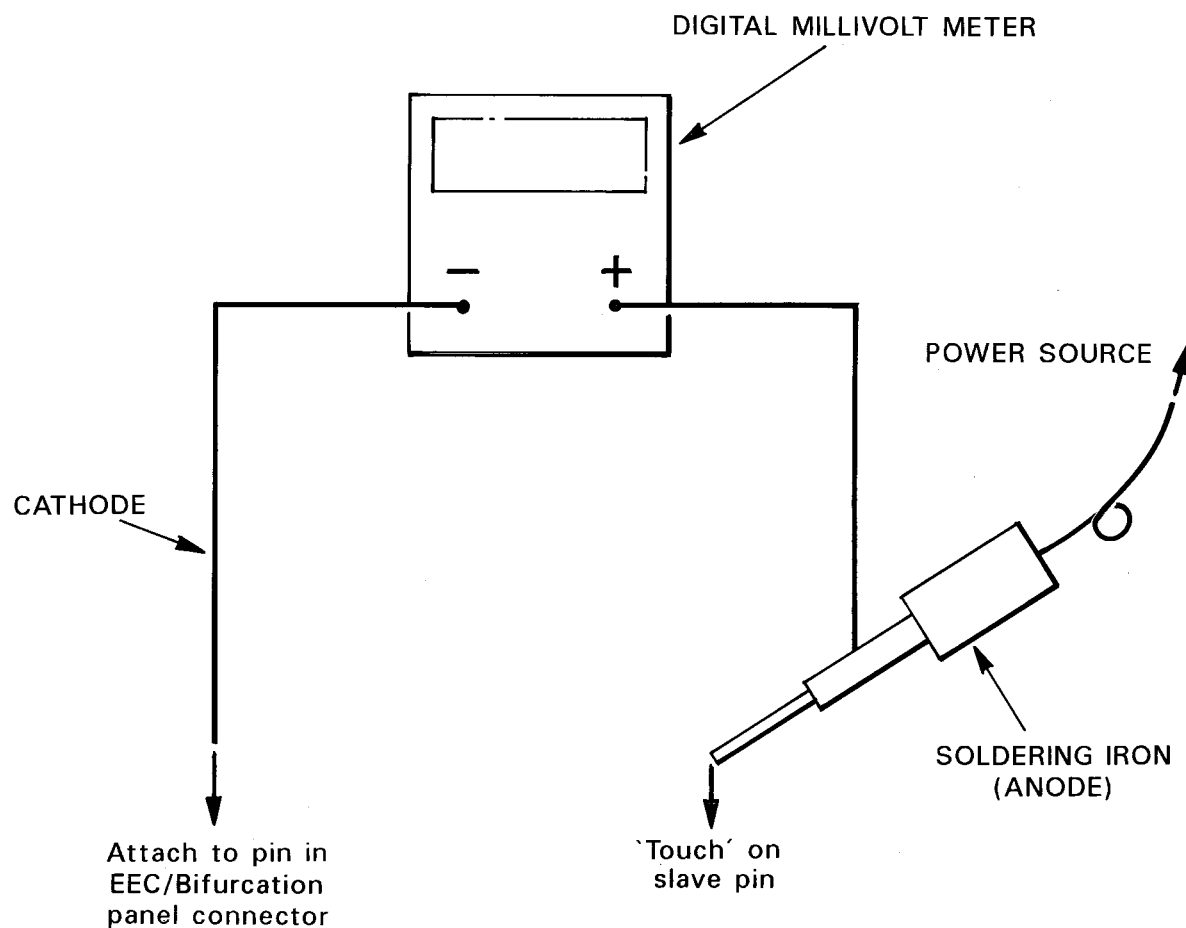 DIGITAL MILLIVOLT METER
− +
POWER SOURCE
CATHODE
SOLDERING IRON
(ANODE)
Attach to pin in
EEC/Bifurcation
panel connector
‵Touch′ on
slave pin